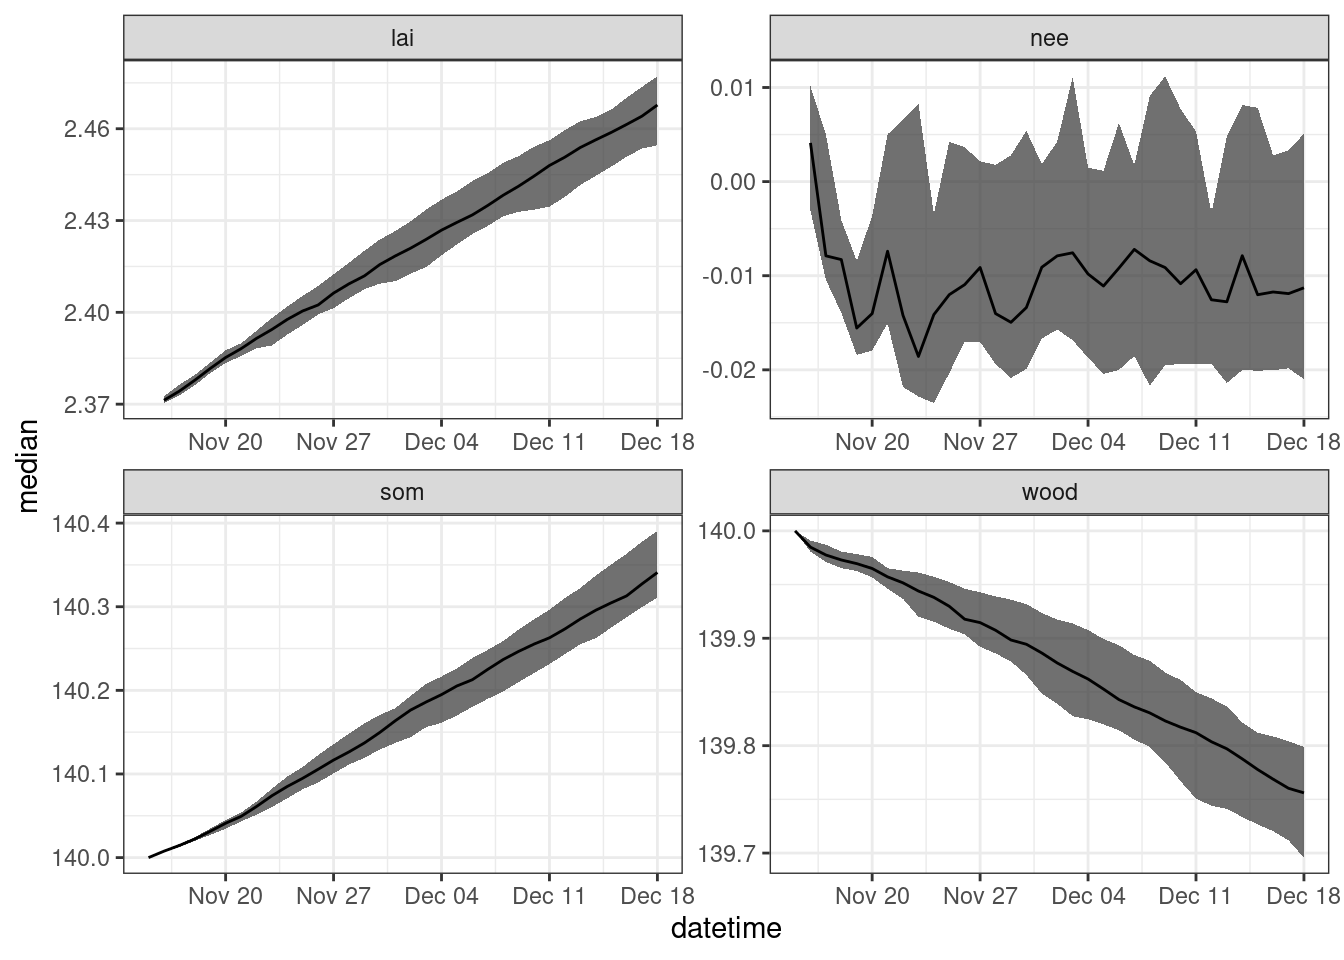 lai
nee
2.46
2.43
2.40
2.37
0.01
0.00
-0.01
-0.02
Nov 20 Nov 27 Dec 04 Dec 11 Dec 18
Nov 20 Nov 27 Dec 04 Dec 11 Dec 18
median
som
wood
140.4
140.3
140.2
140.1
140.0
140.0
139.9
139.8
139.7
Nov 20 Nov 27 Dec 04 Dec 11 Dec 18
Nov 20 Nov 27 Dec 04 Dec 11 Dec 18
datetime